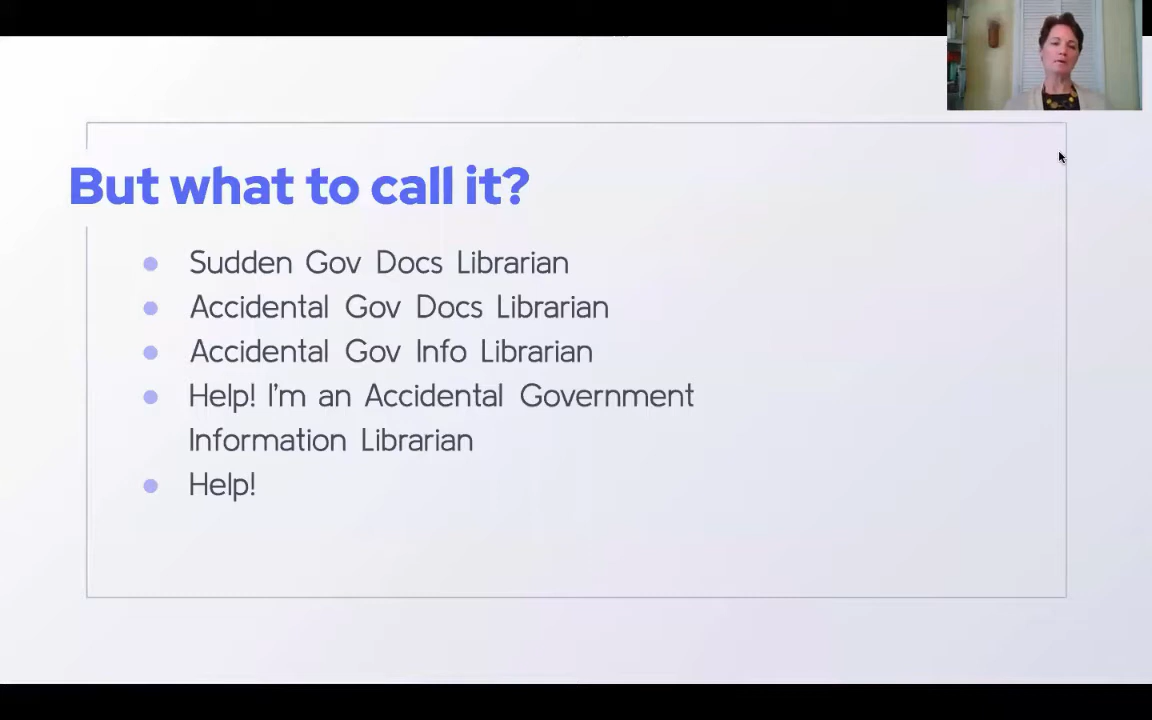 But what to call it?
Sudden Gov Docs Librarian
Accidental Gov Docs Librarian
Accidental Gov Info Librarian
Help! I'm an Accidental Government
Information Librarian
Help!